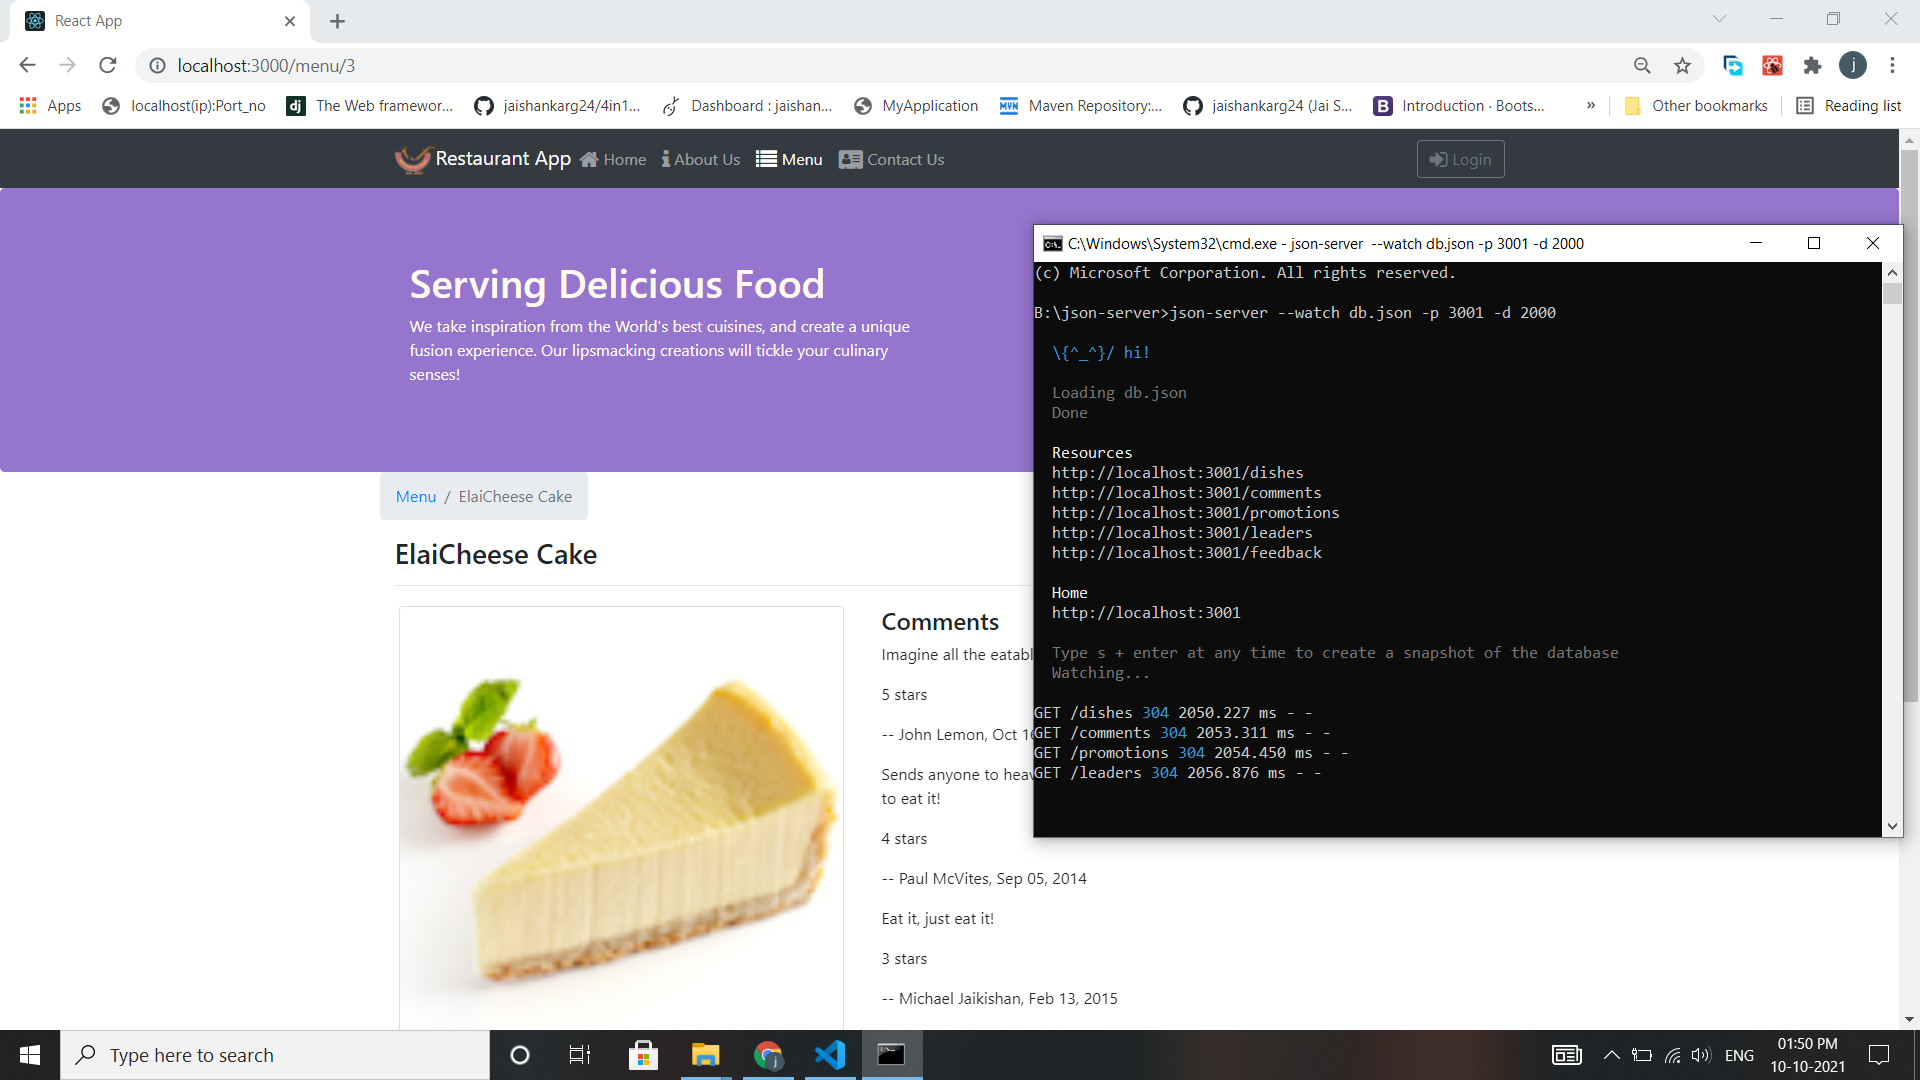 React App
localhost:3000/menu/3
j
Apps localhost(ip):Port_no dj The Web framewor... jaishankarg24/4in1... Dashboard : jaishan... MyApplication MVN Maven Repository:... jaishankarg24 (Jai S... B Introduction · Boots... » Other bookmarks Reading list
Restaurant App Home About Us Menu Contact Us Login
Serving Delicious Food
We take inspiration from the World's best cuisines, and create a unique
fusion experience. Our lipsmacking creations will tickle your culinary
senses!
Menu / ElaiCheese Cake
ElaiCheese Cake
Comments
Imagine all the eatabl
5 stars
-- John Lemon, Oct 16
Sends anyone to heav
to eat it!
4 stars
-- Paul McVites, Sep 05, 2014
Eat it, just eat it!
3 stars
-- Michael Jaikishan, Feb 13, 2015
C:\Windows\System32\cmd.exe - json-server --watch db.json -p 3001 -d 2000
(c) Microsoft Corporation. All rights reserved.
B:\json-server>json-server --watch db.json -p 3001 -d 2000
\{^_^}/ hi!
Loading db.json
Done
Resources
http://localhost:3001/dishes
http://localhost:3001/comments
http://localhost:3001/promotions
http://localhost:3001/leaders
http://localhost:3001/feedback
Home
http://localhost:3001
Type s + enter at any time to create a snapshot of the database
Watching...
GET /dishes 304 2050.227 ms - -
GET /comments 304 2053.311 ms - -
GET /promotions 304 2054.450 ms - -
GET /leaders 304 2056.876 ms - -
Type here to search
ENG
01:50 PM
10-10-2021